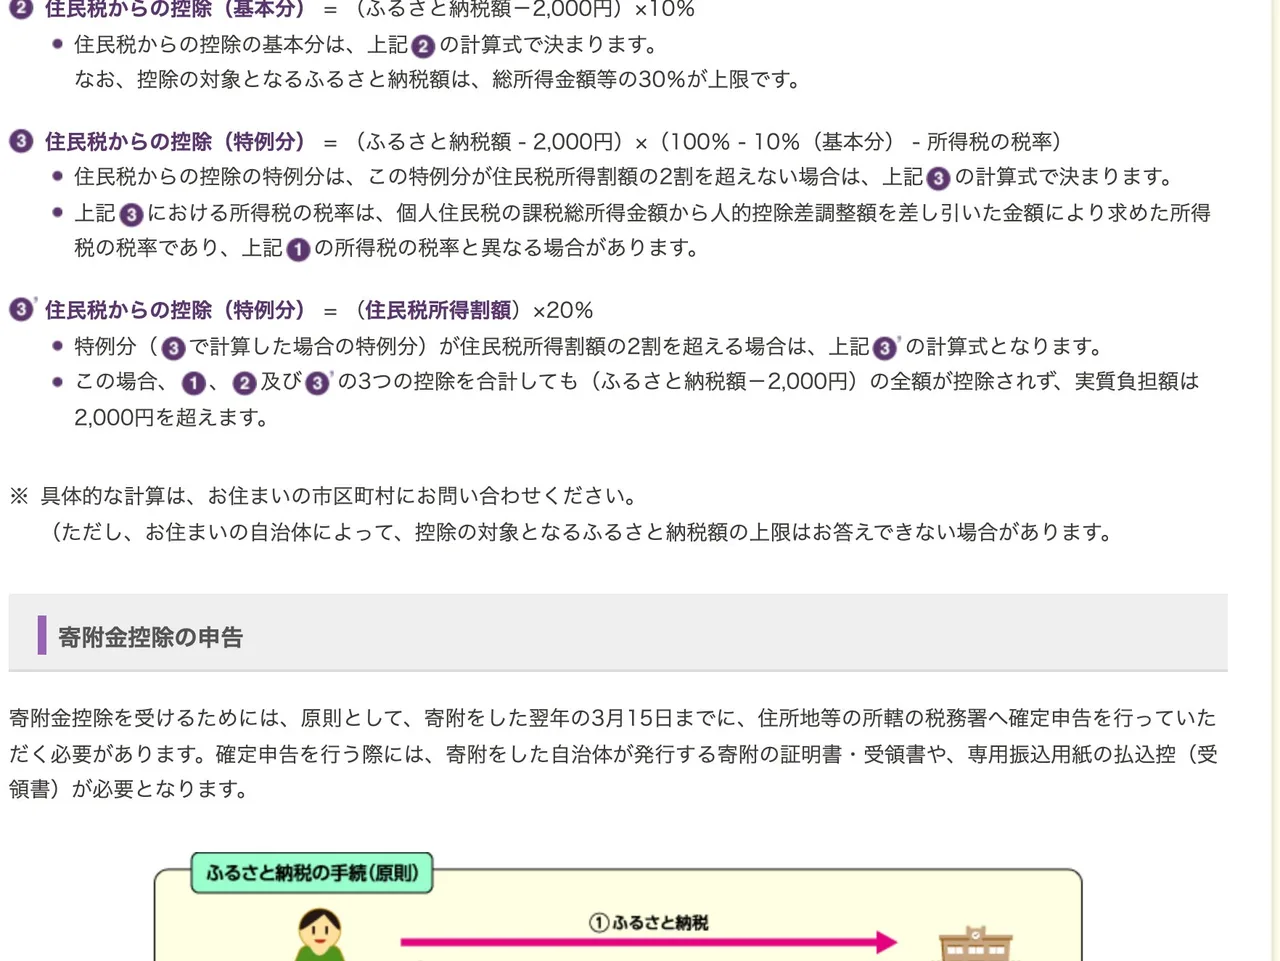 ❷ 住民税からの控除（基本分） = （ふるさと納税額－2,000円）×10%
● 住民税からの控除の基本分は、上記❷の計算式で決まります。
なお、控除の対象となるふるさと納税額は、総所得金額等の30%が上限です。
❸ 住民税からの控除（特例分） = （ふるさと納税額 - 2,000円）×（100% - 10%（基本分） - 所得税の税率）
● 住民税からの控除の特例分は、この特例分が住民税所得割額の2割を超えない場合は、上記❸の計算式で決まります。
● 上記❸における所得税の税率は、個人住民税の課税総所得金額から人的控除差調整額を差し引いた金額により求めた所得
税の税率であり、上記❶の所得税の税率と異なる場合があります。
❸’ 住民税からの控除（特例分） = （住民税所得割額）×20%
● 特例分（❸で計算した場合の特例分）が住民税所得割額の2割を超える場合は、上記❸’の計算式となります。
● この場合、❶、❷及び❸’の3つの控除を合計しても（ふるさと納税額－2,000円）の全額が控除されず、実質負担額は
2,000円を超えます。
※ 具体的な計算は、お住まいの市区町村にお問い合わせください。
（ただし、お住まいの自治体によって、控除の対象となるふるさと納税額の上限はお答えできない場合があります。
寄附金控除の申告
寄附金控除を受けるためには、原則として、寄附をした翌年の3月15日までに、住所地等の所轄の税務署へ確定申告を行っていた
だく必要があります。確定申告を行う際には、寄附をした自治体が発行する寄附の証明書・受領書や、専用振込用紙の払込控（受
領書）が必要となります。
ふるさと納税の手続（原則）
①ふるさと納税